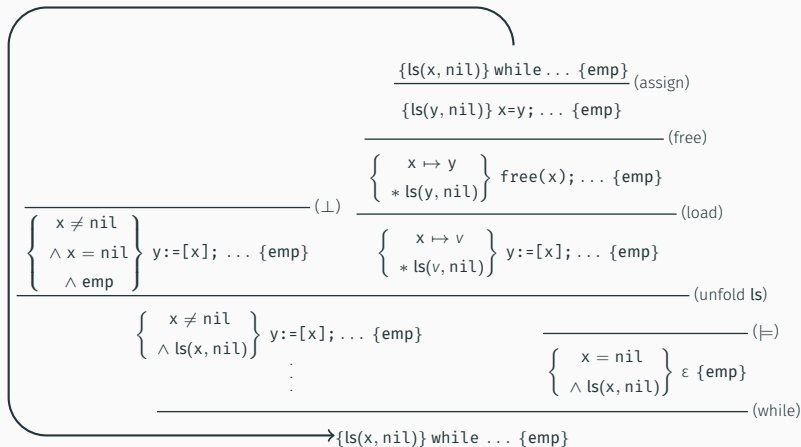 {ls(x, nil)} while ... {emp}
(assign)
{ls(y, nil)} x=y; ... {emp}
(free)
{ x ↦ y ∗ ls(y, nil) } free(x); ... {emp}
(⊥)
(load)
{ x ≠ nil ∧ x = nil ∧ emp } y:=[x]; ... {emp}
{ x ↦ v ∗ ls(v, nil) } y:=[x]; ... {emp}
(unfold ls)
{ x ≠ nil ∧ ls(x, nil) } y:=[x]; ... {emp}
(⊨)
{ x = nil ∧ ls(x, nil) } ε {emp}
(while)
{ls(x, nil)} while ... {emp}